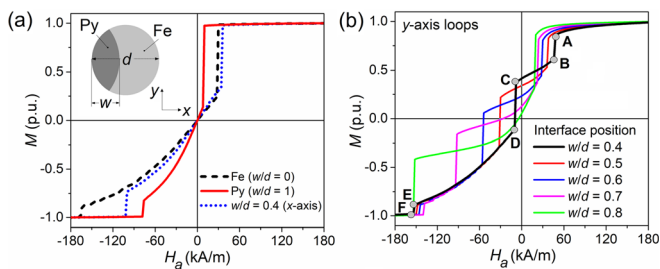 (a)
Py
Fe
d
w
y
x
M (p.u.)
1.0
0.5
0.0
-0.5
-1.0
-180 -120 -60 0 60 120 180
Hₐ (kA/m)
Fe (w/d = 0)
Py (w/d = 1)
w/d = 0.4 (x-axis)
(b)
y-axis loops
M (p.u.)
1.0
0.5
0.0
-0.5
-1.0
-180 -120 -60 0 60 120 180
Hₐ (kA/m)
A
B
C
D
E
F
Interface position
w/d = 0.4
w/d = 0.5
w/d = 0.6
w/d = 0.7
w/d = 0.8